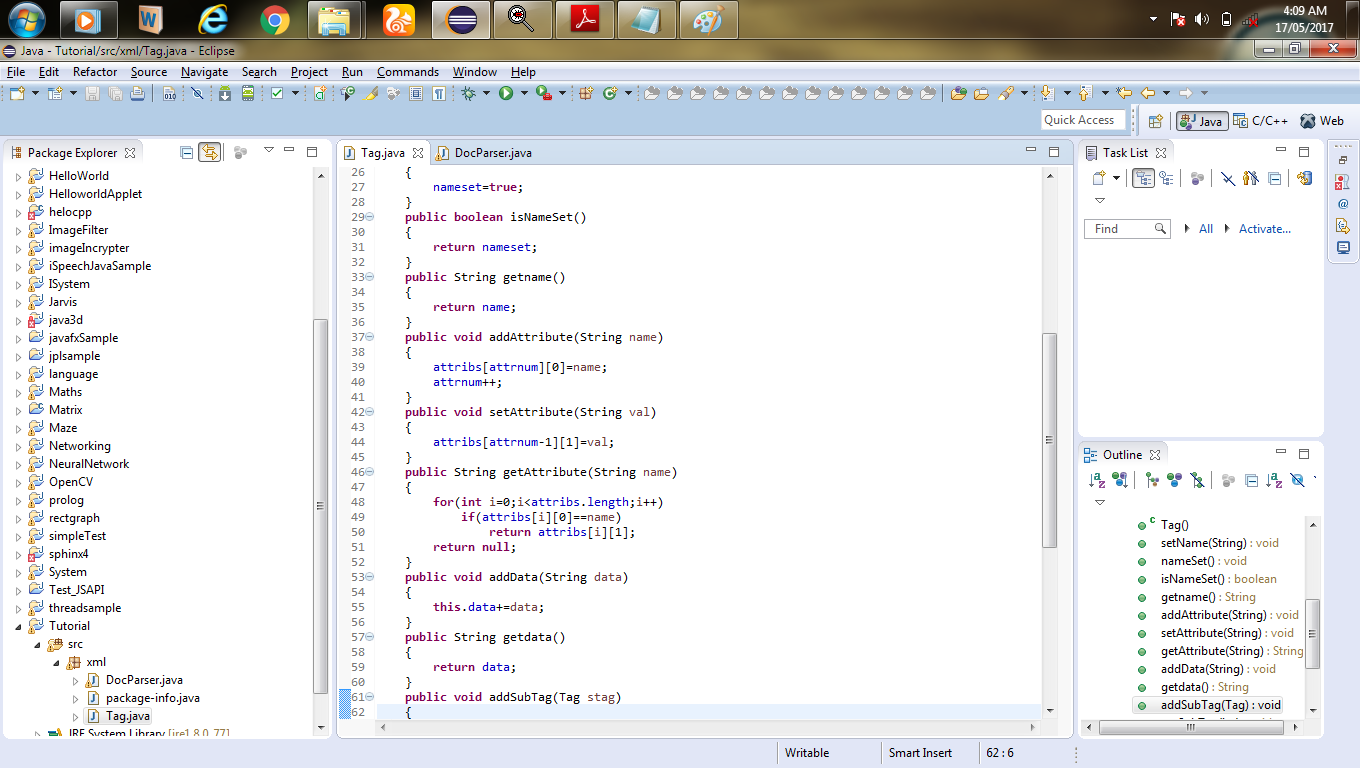 4:09 AM
17/05/2017
Java - Tutorial/src/xml/Tag.java - Eclipse
File Edit Refactor Source Navigate Search Project Run Commands Window Help
Quick Access
Java
C/C++
Web
Package Explorer
HelloWorld
HelloworldApplet
helocpp
ImageFilter
imageIncrypter
iSpeechJavaSample
ISystem
Jarvis
java3d
javafxSample
jplsample
language
Maths
Matrix
Maze
Networking
NeuralNetwork
OpenCV
prolog
rectgraph
simpleTest
sphinx4
System
Test_JSAPI
threadsample
Tutorial
src
xml
DocParser.java
package-info.java
Tag.java
JRE System Library [jre1.8.0_77]
Tag.java
DocParser.java
26 {
27 nameset=true;
28 }
29 public boolean isNameSet()
30 {
31 return nameset;
32 }
33 public String getname()
34 {
35 return name;
36 }
37 public void addAttribute(String name)
38 {
39 attribs[attrnum][0]=name;
40 attrnum++;
41 }
42 public void setAttribute(String val)
43 {
44 attribs[attrnum-1][1]=val;
45 }
46 public String getAttribute(String name)
47 {
48 for(int i=0;i<attribs.length;i++)
49 if(attribs[i][0]==name)
50 return attribs[i][1];
51 return null;
52 }
53 public void addData(String data)
54 {
55 this.data+=data;
56 }
57 public String getdata()
58 {
59 return data;
60 }
61 public void addSubTag(Tag stag)
62 {
Task List
Find
All
Activate...
Outline
Tag()
setName(String) : void
nameSet() : void
isNameSet() : boolean
getname() : String
addAttribute(String) : void
setAttribute(String) : void
getAttribute(String) : String
addData(String) : void
getdata() : String
addSubTag(Tag) : void
Writable
Smart Insert
62 : 6